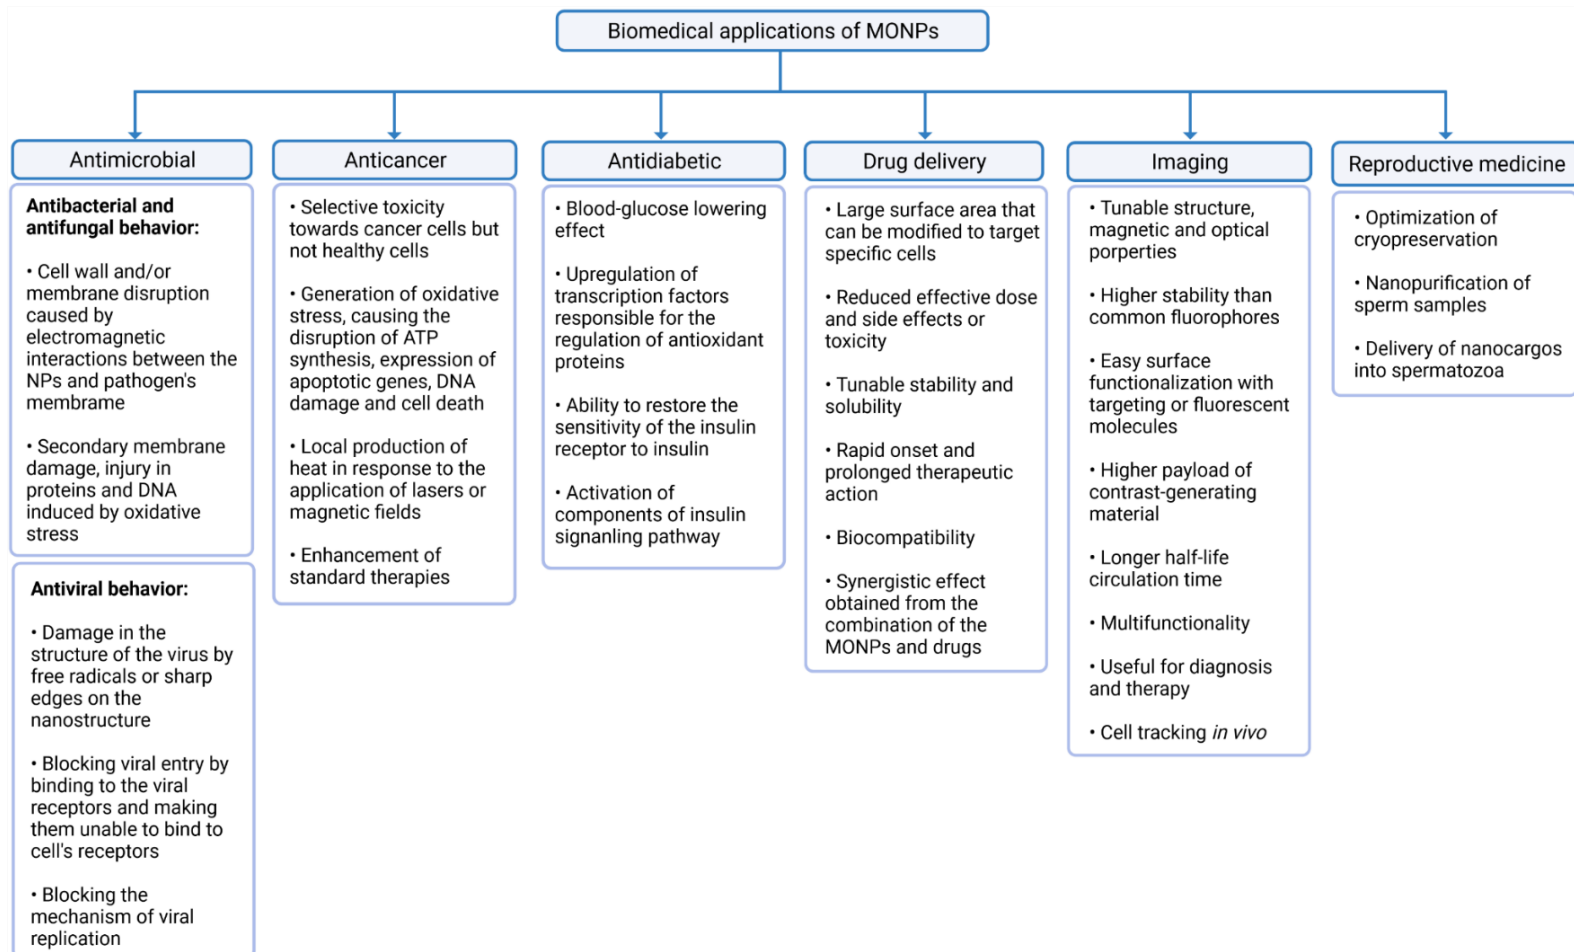 Biomedical applications of MONPs
Antimicrobial
Antibacterial and
antifungal behavior:
• Cell wall and/or
membrane disruption
caused by
electromagnetic
interactions between the
NPs and pathogen's
membrame
• Secondary membrane
damage, injury in
proteins and DNA
induced by oxidative
stress
Antiviral behavior:
• Damage in the
structure of the virus by
free radicals or sharp
edges on the
nanostructure
• Blocking viral entry by
binding to the viral
receptors and making
them unable to bind to
cell's receptors
• Blocking the
mechanism of viral
replication
Anticancer
• Selective toxicity
towards cancer cells but
not healthy cells
• Generation of oxidative
stress, causing the
disruption of ATP
synthesis, expression of
apoptotic genes, DNA
damage and cell death
• Local production of
heat in response to the
application of lasers or
magnetic fields
• Enhancement of
standard therapies
Antidiabetic
• Blood-glucose lowering
effect
• Upregulation of
transcription factors
responsible for the
regulation of antioxidant
proteins
• Ability to restore the
sensitivity of the insulin
receptor to insulin
• Activation of
components of insulin
signanling pathway
Drug delivery
• Large surface area that
can be modified to target
specific cells
• Reduced effective dose
and side effects or
toxicity
• Tunable stability and
solubility
• Rapid onset and
prolonged therapeutic
action
• Biocompatibility
• Synergistic effect
obtained from the
combination of the
MONPs and drugs
Imaging
• Tunable structure,
magnetic and optical
porperties
• Higher stability than
common fluorophores
• Easy surface
functionalization with
targeting or fluorescent
molecules
• Higher payload of
contrast-generating
material
• Longer half-life
circulation time
• Multifunctionality
• Useful for diagnosis
and therapy
• Cell tracking in vivo
Reproductive medicine
• Optimization of
cryopreservation
• Nanopurification of
sperm samples
• Delivery of nanocargos
into spermatozoa